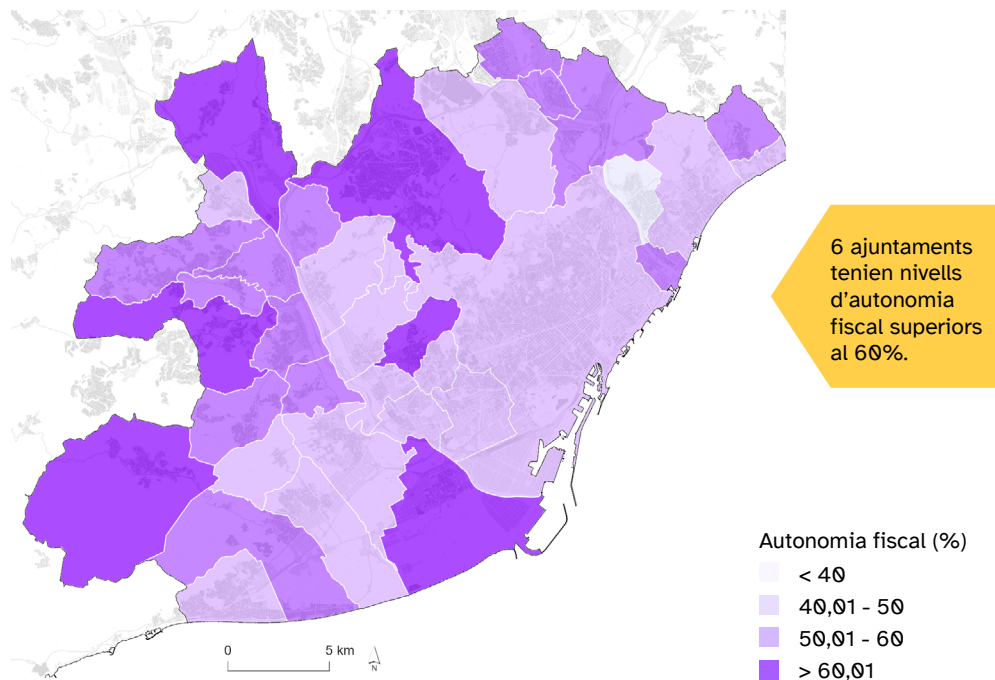 6 ajuntaments
tenien nivells
d'autonomia
fiscal superiors
al 60%.
Autonomia fiscal (%)
< 40
40,01 - 50
50,01 - 60
> 60,01
0 5 km
N